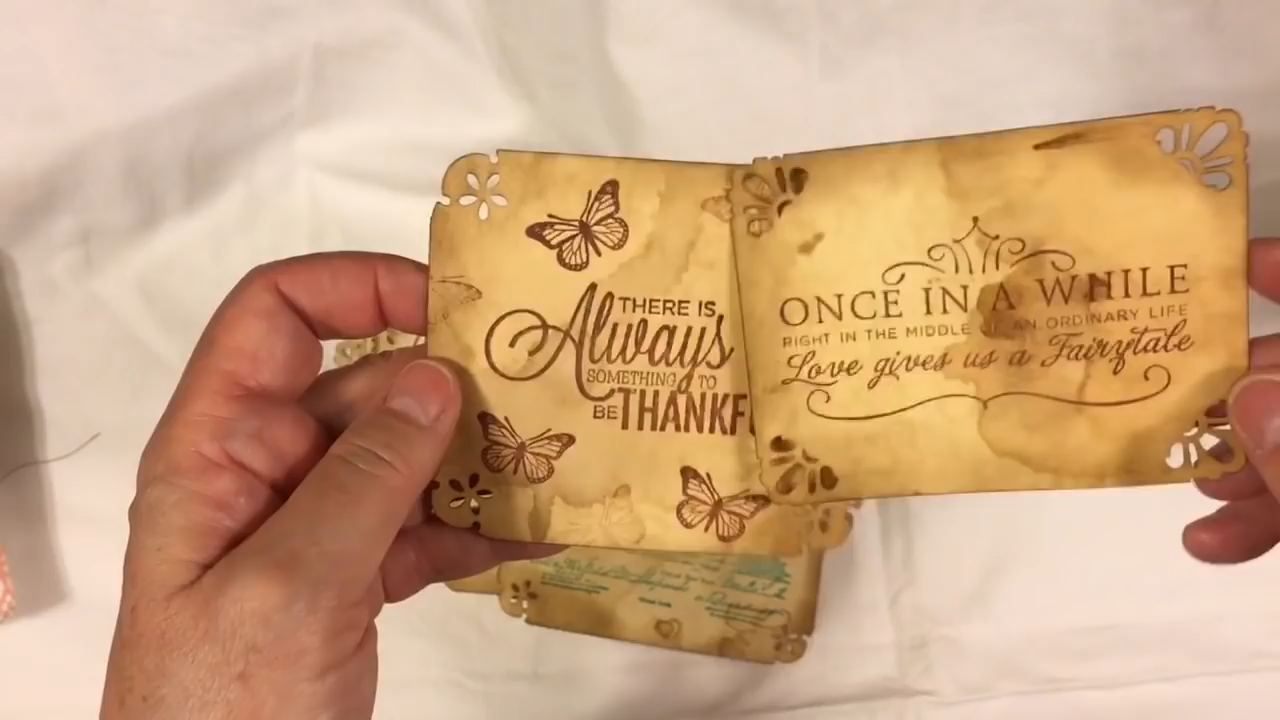 THERE IS
Always
SOMETHING TO
BE THANKF
ONCE IN A WHILE
RIGHT IN THE MIDDLE OF AN ORDINARY LIFE
Love gives us a Fairytale